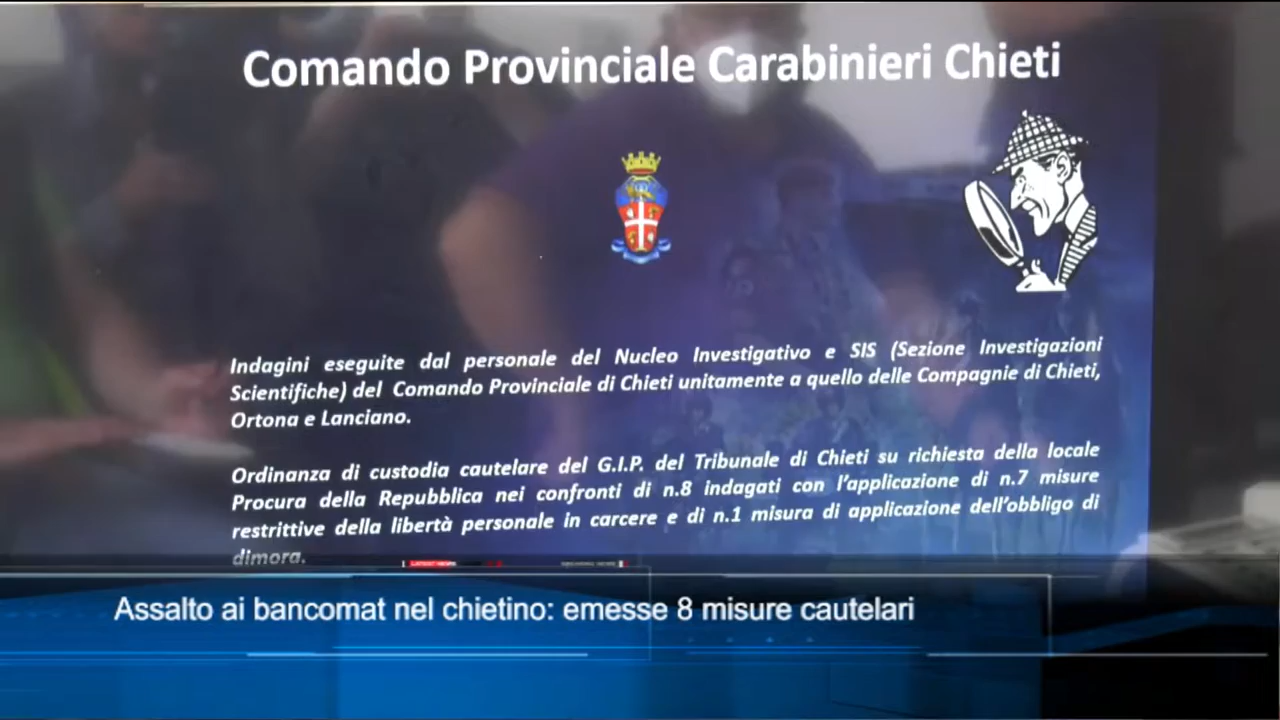 Comando Provinciale Carabinieri Chieti
Indagini eseguite dal personale del Nucleo Investigativo e SIS (Sezione Investigazioni
Scientifiche) del Comando Provinciale di Chieti unitamente a quello delle Compagnie di Chieti,
Ortona e Lanciano.
Ordinanza di custodia cautelare del G.I.P. del Tribunale di Chieti su richiesta della locale
Procura della Repubblica nei confronti di n.8 indagati con l'applicazione di n.7 misure
restrittive della libertà personale in carcere e di n.1 misura di applicazione dell'obbligo di
dimora.
LATEST NEWS
Assalto ai bancomat nel chietino: emesse 8 misure cautelari